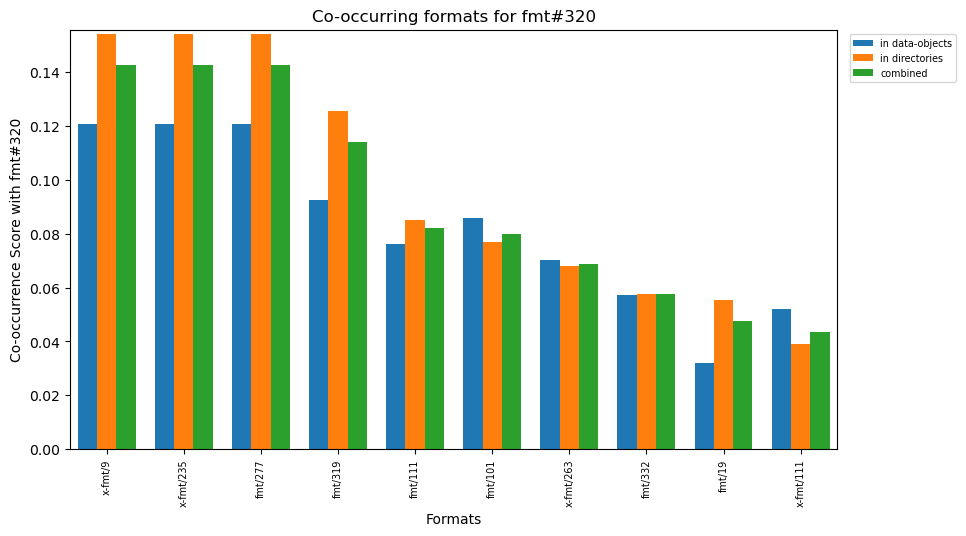 Co-occurring formats for fmt#320
in data-objects
in directories
combined
Co-occurrence Score with fmt#320
0.14
0.12
0.10
0.08
0.06
0.04
0.02
0.00
x-fmt/9
x-fmt/235
fmt/277
fmt/319
fmt/111
fmt/101
x-fmt/263
fmt/332
fmt/19
x-fmt/111
Formats